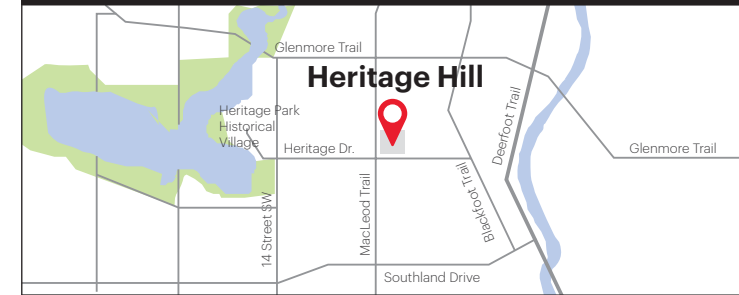 Glenmore Trail
Heritage Hill
Heritage Park
Historical
Village
Heritage Dr.
Deerfoot Trail
Glenmore Trail
Blackfoot Trail
14 Street SW
MacLeod Trail
Southland Drive